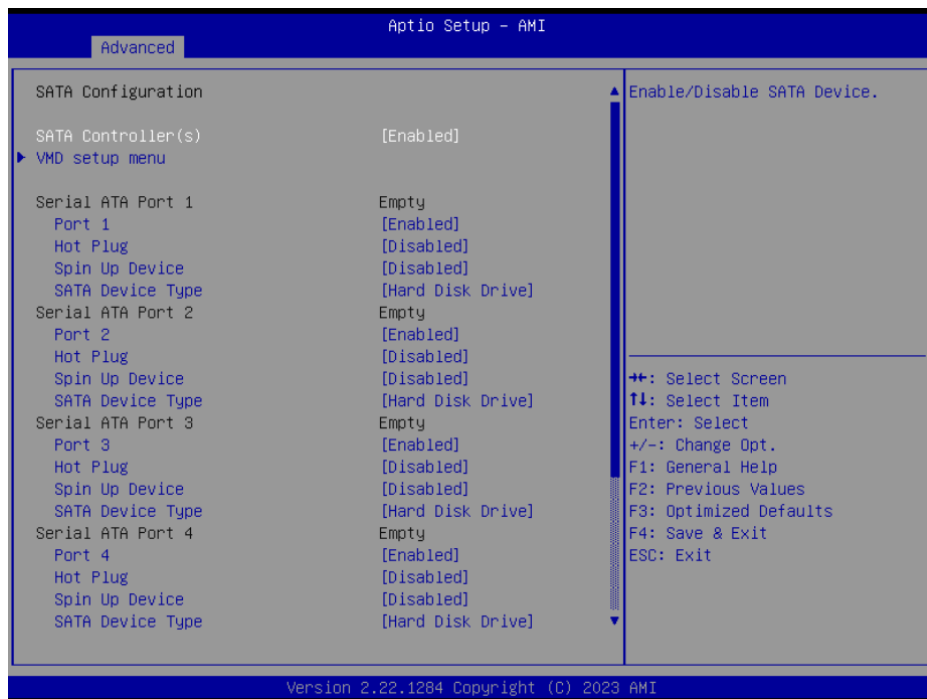 Aptio Setup – AMI
Advanced
SATA Configuration
SATA Controller(s) [Enabled]
VMD setup menu
Serial ATA Port 1 Empty
Port 1 [Enabled]
Hot Plug [Disabled]
Spin Up Device [Disabled]
SATA Device Type [Hard Disk Drive]
Serial ATA Port 2 Empty
Port 2 [Enabled]
Hot Plug [Disabled]
Spin Up Device [Disabled]
SATA Device Type [Hard Disk Drive]
Serial ATA Port 3 Empty
Port 3 [Enabled]
Hot Plug [Disabled]
Spin Up Device [Disabled]
SATA Device Type [Hard Disk Drive]
Serial ATA Port 4 Empty
Port 4 [Enabled]
Hot Plug [Disabled]
Spin Up Device [Disabled]
SATA Device Type [Hard Disk Drive]
Enable/Disable SATA Device.
→←: Select Screen
↑↓: Select Item
Enter: Select
+/-: Change Opt.
F1: General Help
F2: Previous Values
F3: Optimized Defaults
F4: Save & Exit
ESC: Exit
Version 2.22.1284 Copyright (C) 2023 AMI